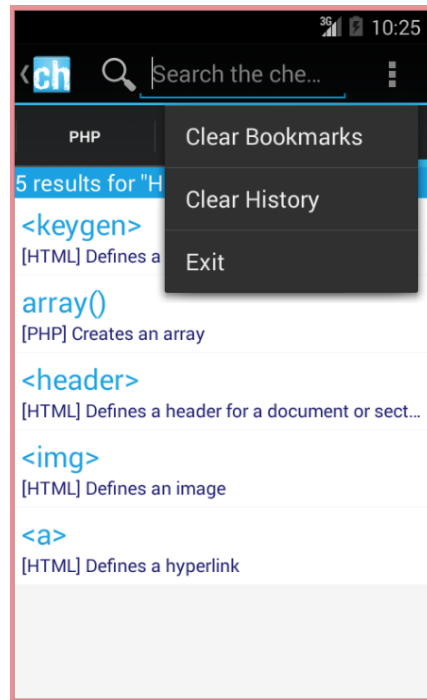 3G 10:25
ch Search the che...
PHP
Clear Bookmarks
Clear History
Exit
5 results for "H
<keygen>
[HTML] Defines a
array()
[PHP] Creates an array
<header>
[HTML] Defines a header for a document or sect...
<img>
[HTML] Defines an image
<a>
[HTML] Defines a hyperlink